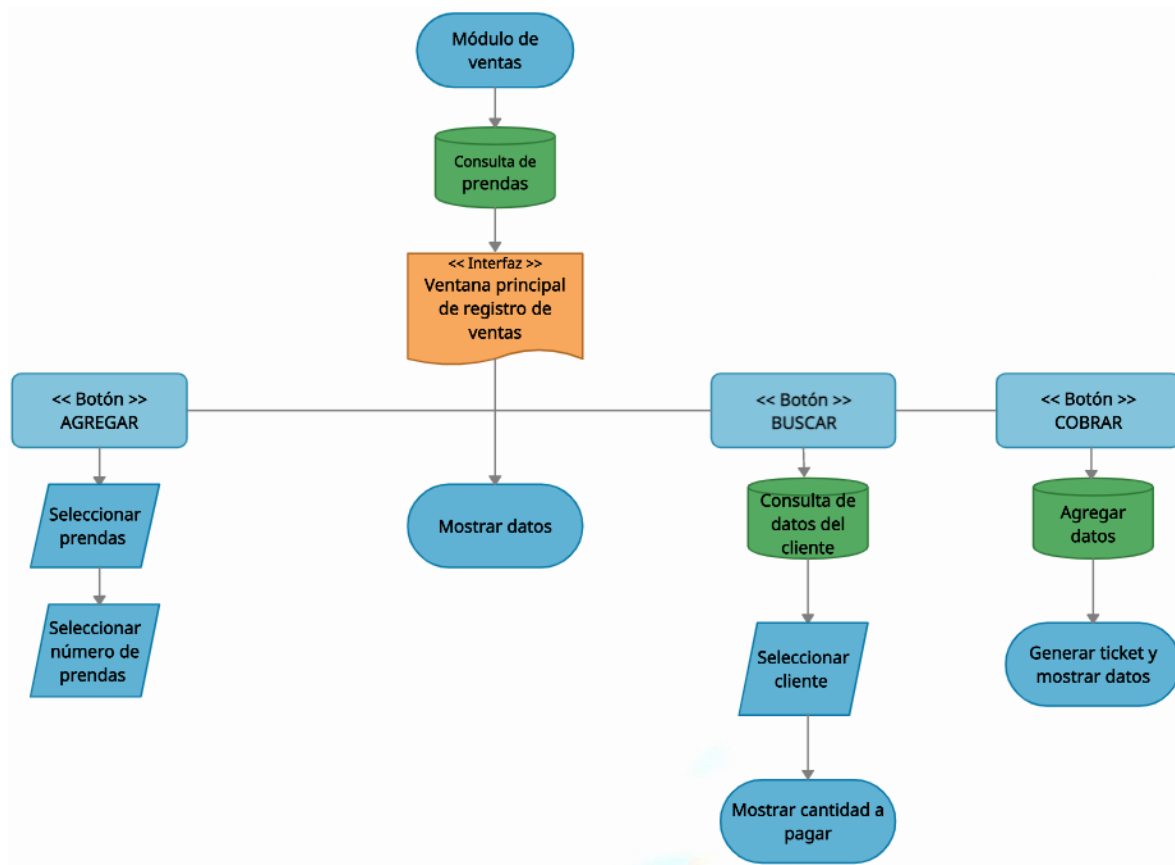 Módulo de
ventas
Consulta de
prendas
<< Interfaz >>
Ventana principal
de registro de
ventas
<< Botón >>
AGREGAR
<< Botón >>
BUSCAR
<< Botón >>
COBRAR
Seleccionar
prendas
Mostrar datos
Consulta de
datos del
cliente
Agregar
datos
Seleccionar
número de
prendas
Seleccionar
cliente
Generar ticket y
mostrar datos
Mostrar cantidad a
pagar